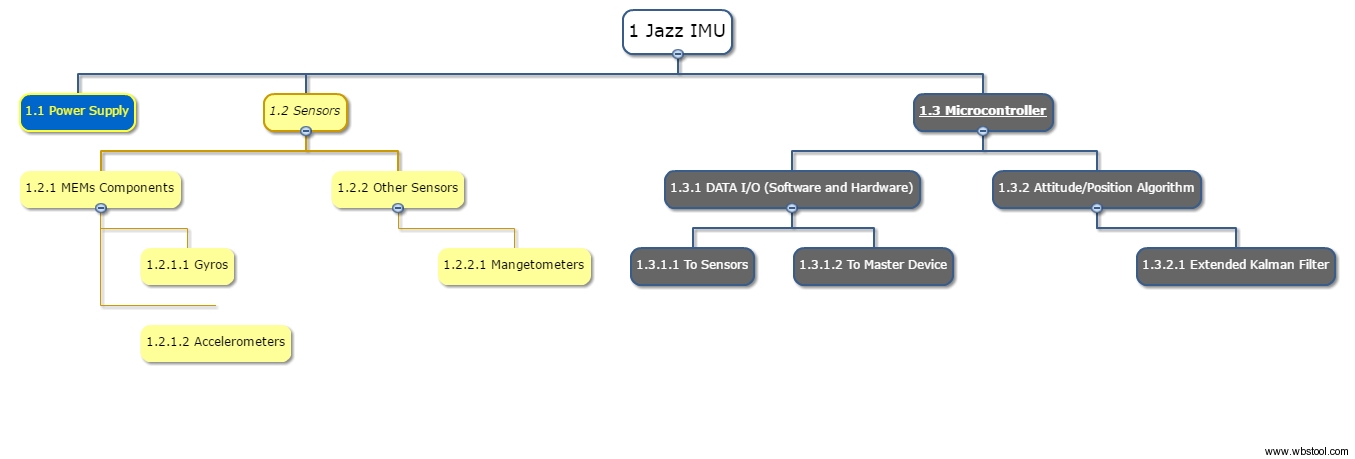 1 Jazz IMU
1.1 Power Supply
1.2 Sensors
1.3 Microcontroller
1.2.1 MEMs Components
1.2.2 Other Sensors
1.3.1 DATA I/O (Software and Hardware)
1.3.2 Attitude/Position Algorithm
1.2.1.1 Gyros
1.2.2.1 Mangetometers
1.3.1.1 To Sensors
1.3.1.2 To Master Device
1.3.2.1 Extended Kalman Filter
1.2.1.2 Accelerometers
www.wbstool.com